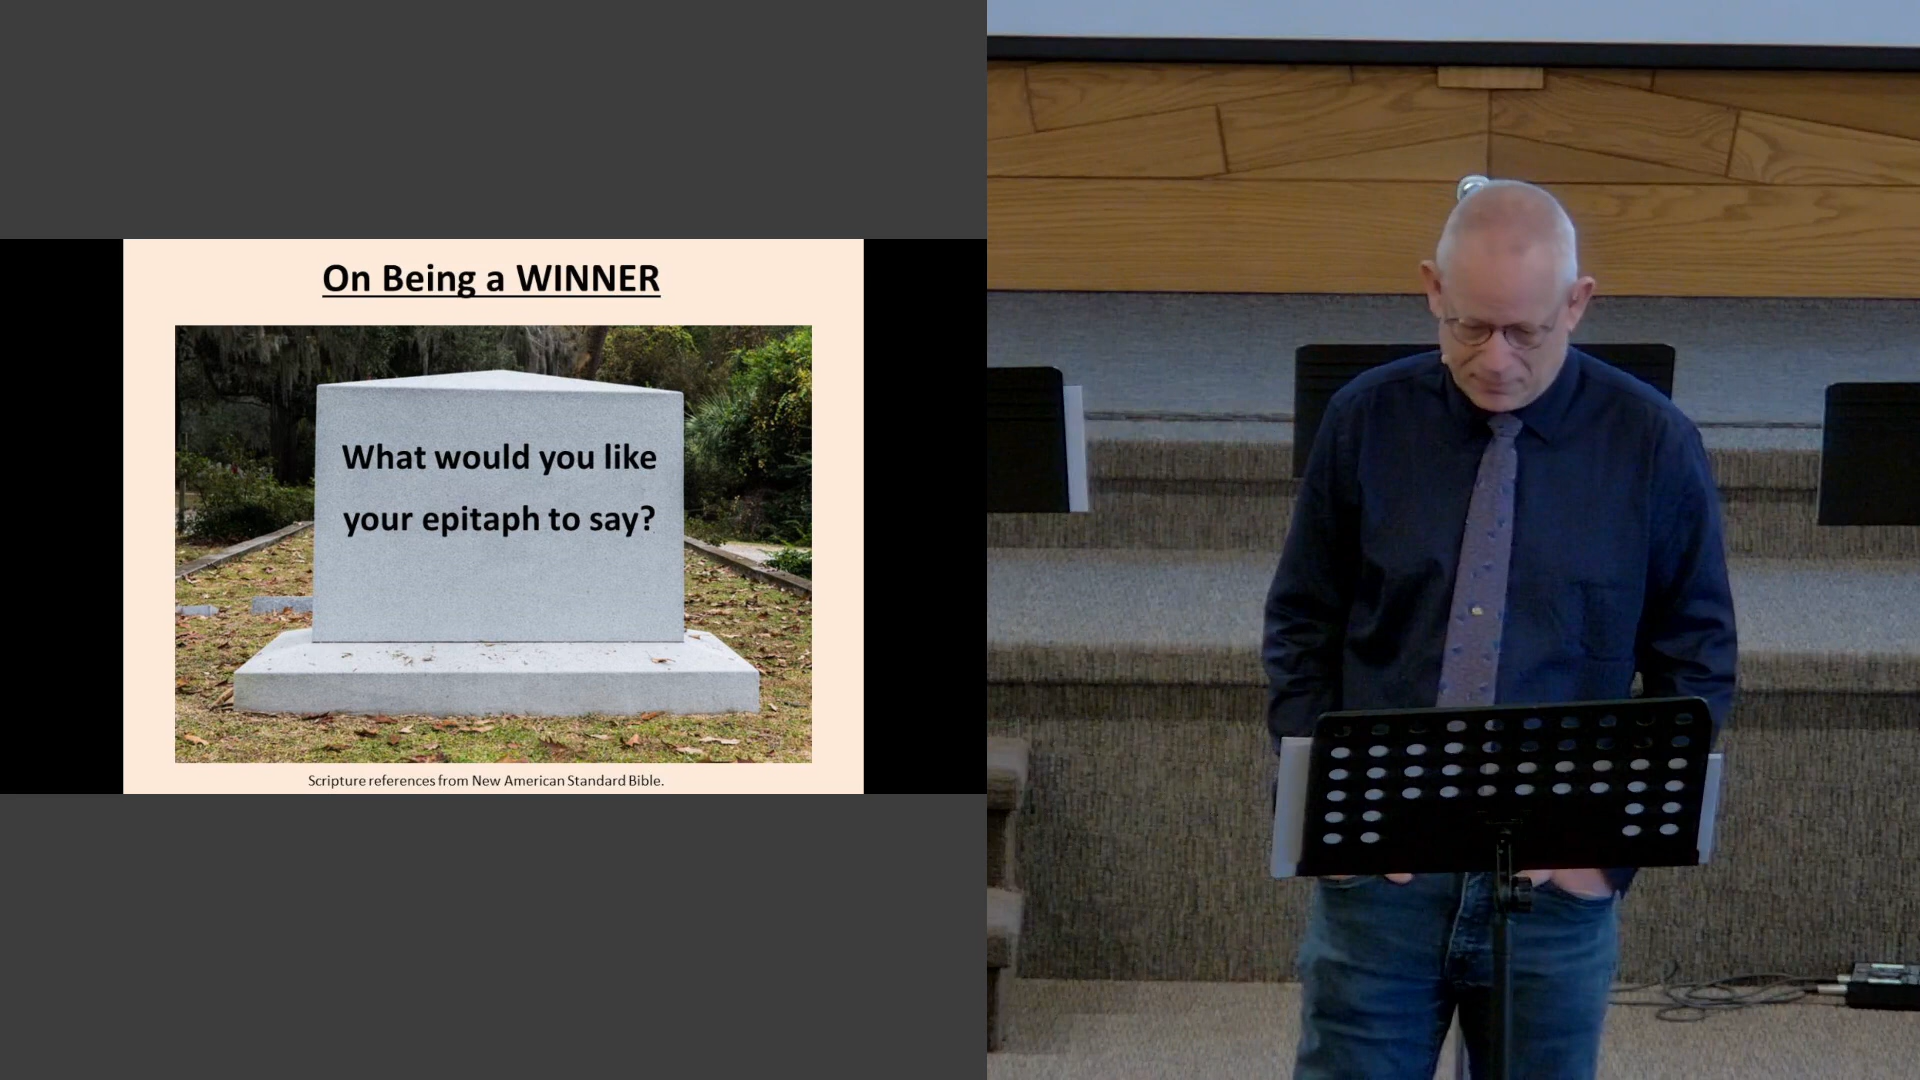 On Being a WINNER
What would you like
your epitaph to say?
Scripture references from New American Standard Bible.